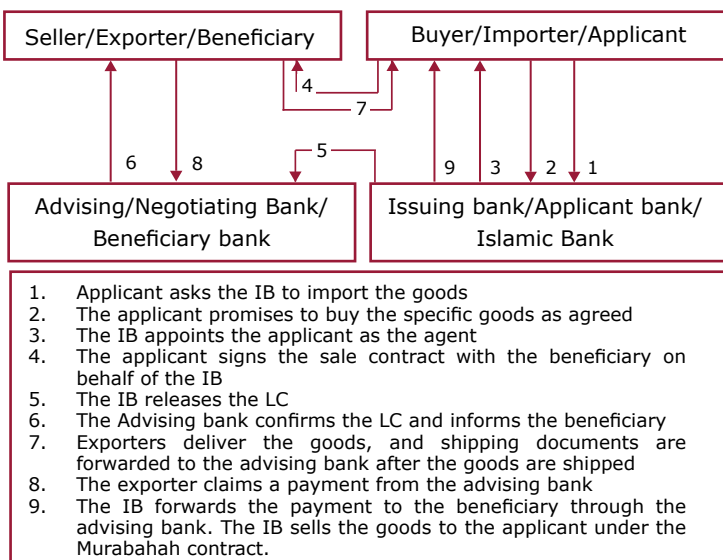 Seller/Exporter/Beneficiary
Buyer/Importer/Applicant
4
7
5
6
8
9
3
2
1
Advising/Negotiating Bank/
Beneficiary bank
Issuing bank/Applicant bank/
Islamic Bank
1. Applicant asks the IB to import the goods
2. The applicant promises to buy the specific goods as agreed
3. The IB appoints the applicant as the agent
4. The applicant signs the sale contract with the beneficiary on
behalf of the IB
5. The IB releases the LC
6. The Advising bank confirms the LC and informs the beneficiary
7. Exporters deliver the goods, and shipping documents are
forwarded to the advising bank after the goods are shipped
8. The exporter claims a payment from the advising bank
9. The IB forwards the payment to the beneficiary through the
advising bank. The IB sells the goods to the applicant under the
Murabahah contract.